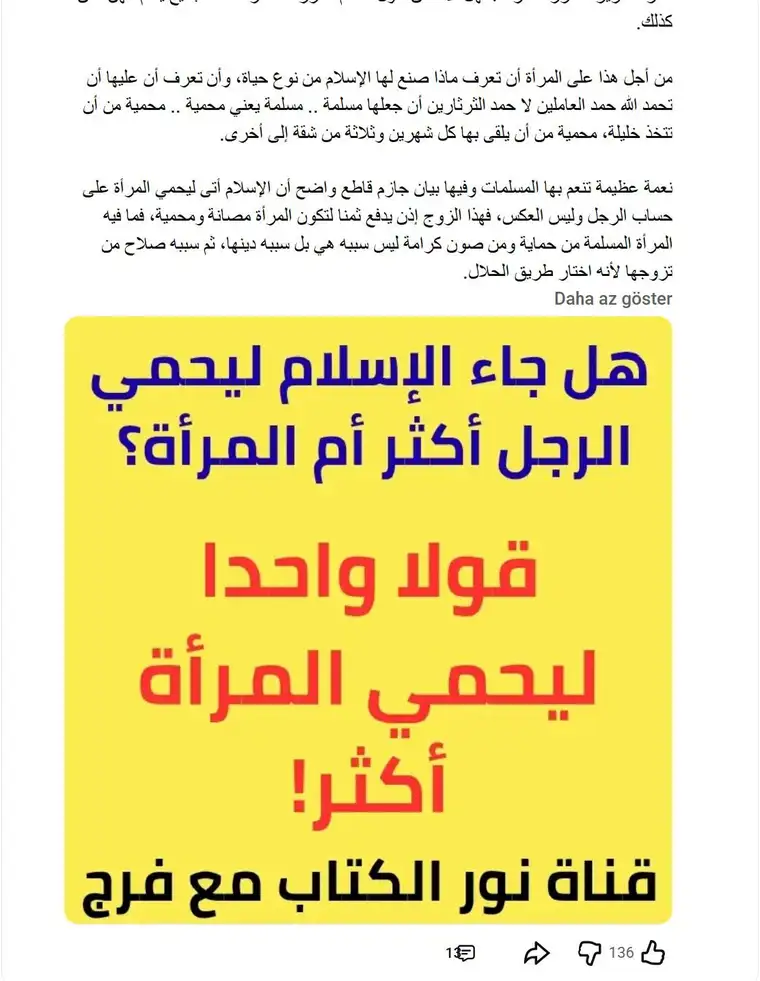 كذلك.
من أجل هذا على المرأة أن تعرف ماذا صنع لها الإسلام من نوع حياة، وأن تعرف أن عليها أن
تحمد الله حمد العاملين لا حمد الثرثارين أن جعلها مسلمة .. مسلمة يعني محمية .. محمية من أن
تتخذ خليلة، محمية من أن يلقى بها كل شهرين وثلاثة من شقة إلى أخرى.
نعمة عظيمة تنعم بها المسلمات وفيها بيان جازم قاطع واضح أن الإسلام أتى ليحمي المرأة على
حساب الرجل وليس العكس، فهذا الزوج إذن يدفع ثمنا لتكون المرأة مصانة ومحمية، فما فيه
المرأة المسلمة من حماية ومن صون كرامة ليس سببه هي بل سببه دينها، ثم سببه صلاح من
تزوجها لأنه اختار طريق الحلال.
Daha az göster
هل جاء الإسلام ليحمي
الرجل أكثر أم المرأة؟
قولا واحدا
ليحمي المرأة
أكثر!
قناة نور الكتاب مع فرج
136
13